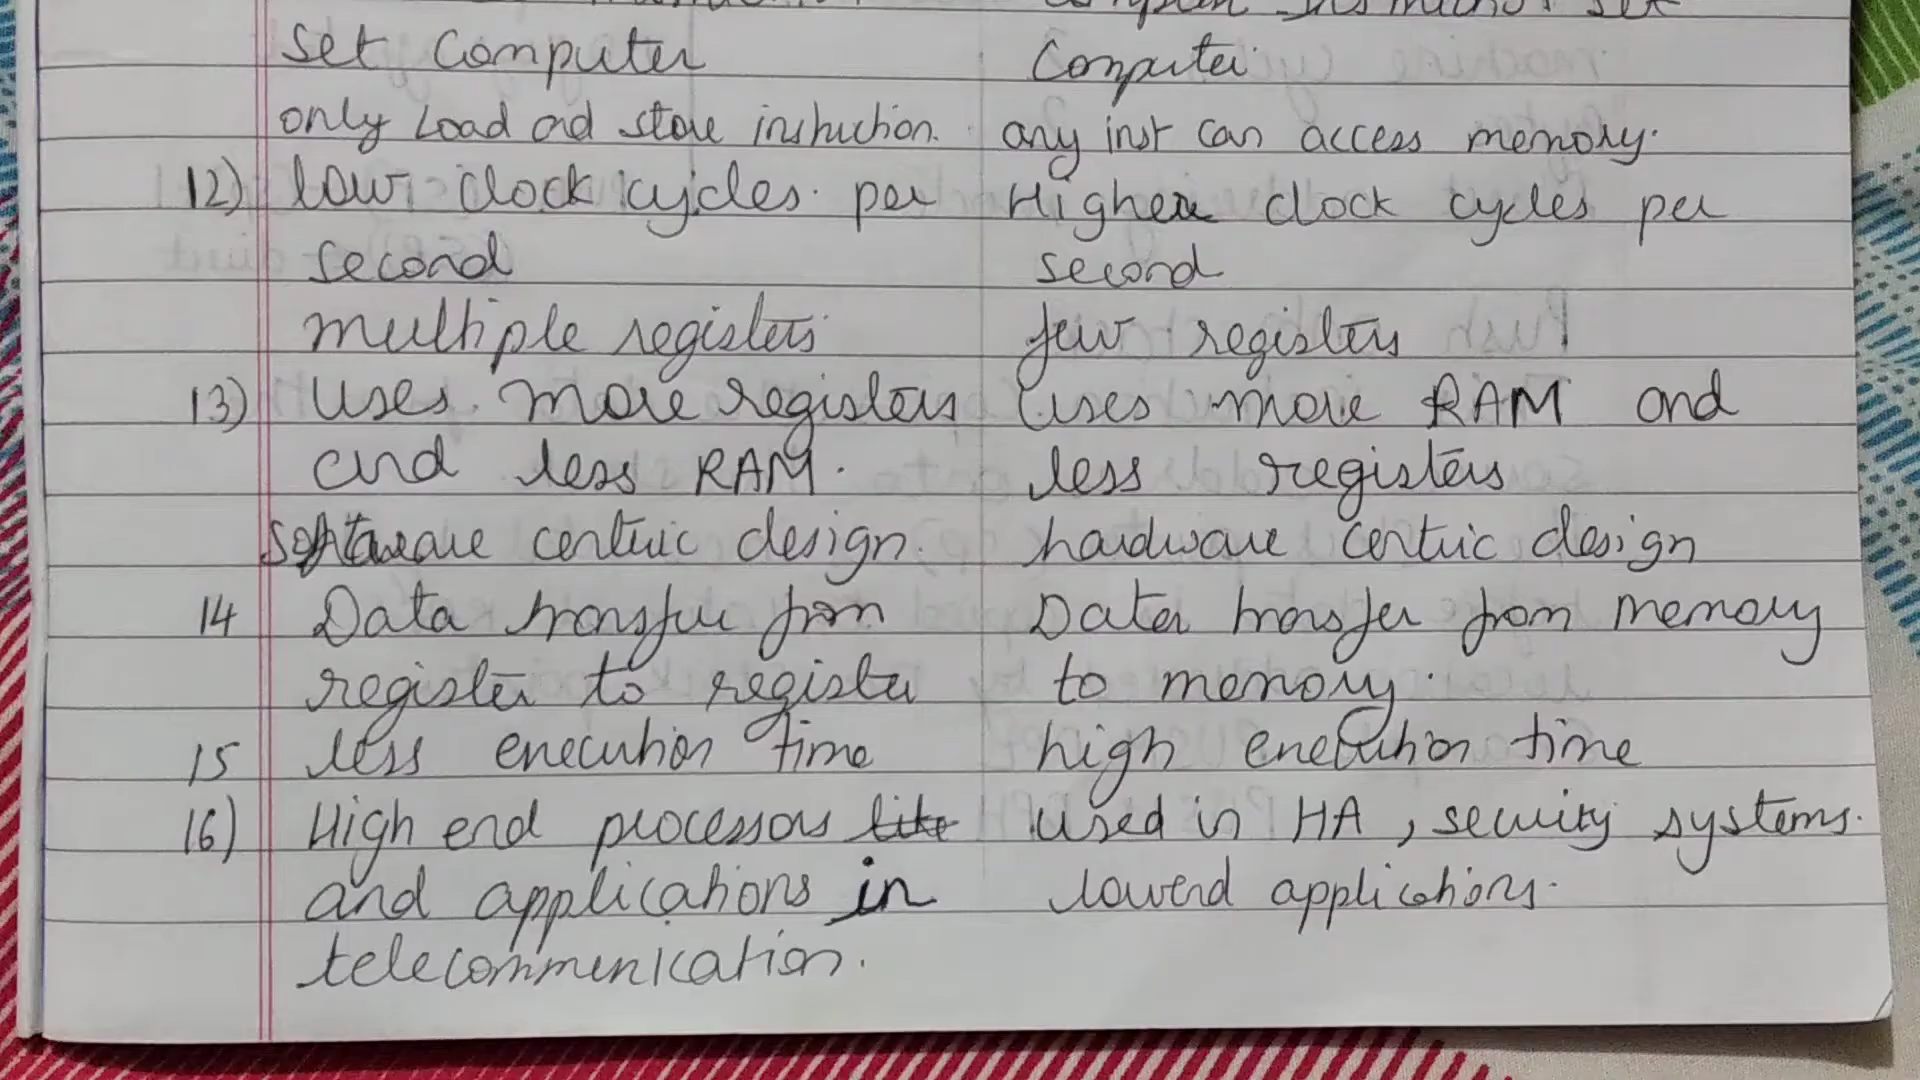 set Computer Computer
only Load and store instruction. any inst can access memory.
12) low clock cycles per Higher clock cycles per
second second
multiple registers few registers
13) uses more registers uses more RAM and
and less RAM. less registers
software centric design. hardware centric design
14 Data transfer from Data transfer from memory
register to register to memory.
15 less execution time high execution time
16) High end processors like used in HA, security systems.
and applications in lowend applications.
telecommunication.